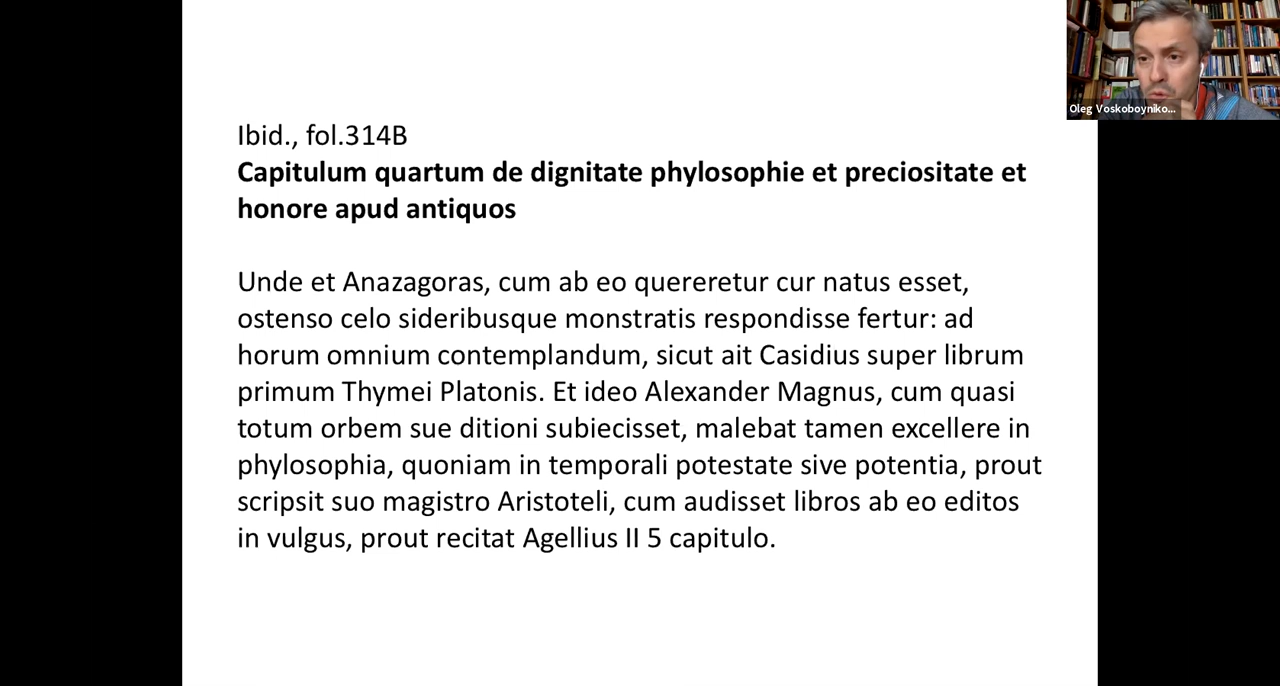 Oleg Voskoboyniko...
Ibid., fol.314B
Capitulum quartum de dignitate phylosophie et preciositate et
honore apud antiquos
Unde et Anazagoras, cum ab eo quereretur cur natus esset,
ostenso celo sideribusque monstratis respondisse fertur: ad
horum omnium contemplandum, sicut ait Casidius super librum
primum Thymei Platonis. Et ideo Alexander Magnus, cum quasi
totum orbem sue ditioni subiecisset, malebat tamen excellere in
phylosophia, quoniam in temporali potestate sive potentia, prout
scripsit suo magistro Aristoteli, cum audisset libros ab eo editos
in vulgus, prout recitat Agellius II 5 capitulo.